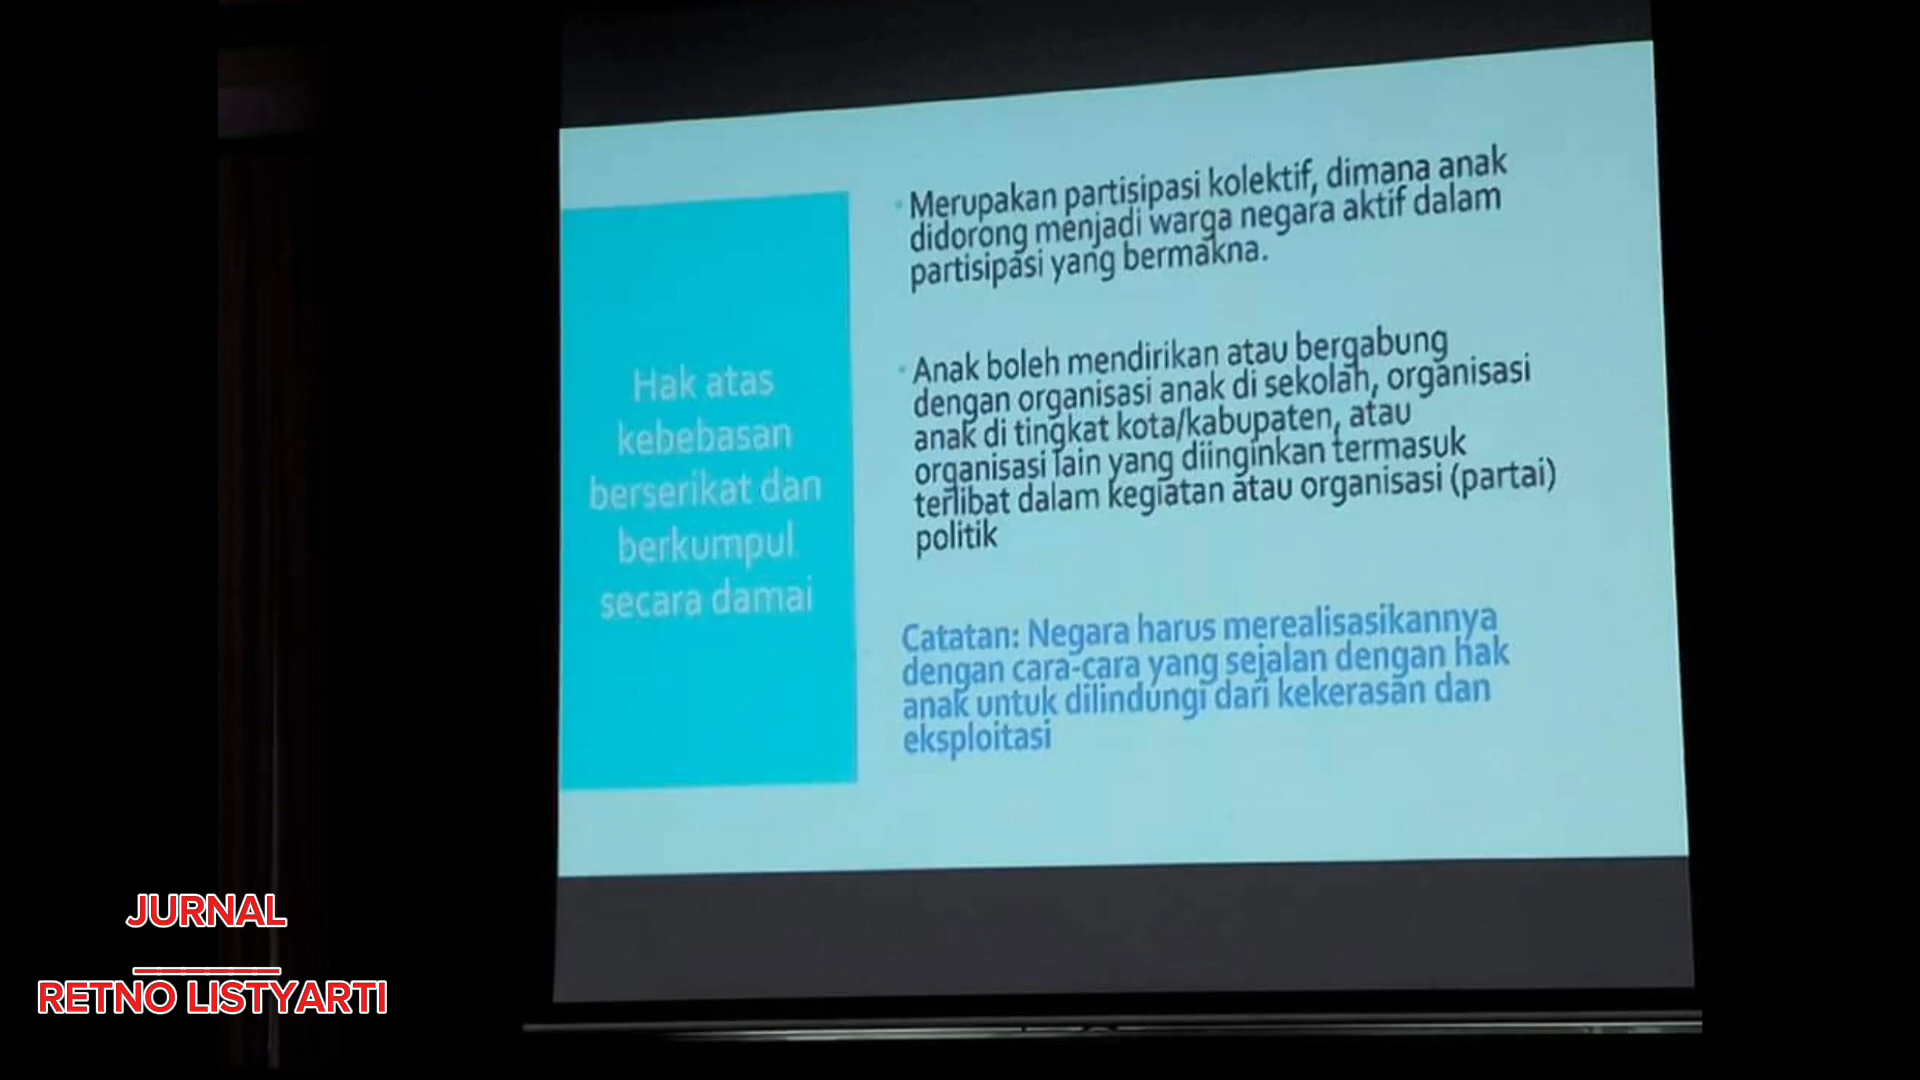 Hak atas
kebebasan
berserikat dan
berkumpul
secara damai
Merupakan partisipasi kolektif, dimana anak
didorong menjadi warga negara aktif dalam
partisipasi yang bermakna.
Anak boleh mendirikan atau bergabung
dengan organisasi anak di sekolah, organisasi
anak di tingkat kota/kabupaten, atau
organisasi lain yang diinginkan termasuk
terlibat dalam kegiatan atau organisasi (partai)
politik
Catatan: Negara harus merealisasikannya
dengan cara-cara yang sejalan dengan hak
anak untuk dilindungi dari kekerasan dan
eksploitasi
JURNAL
RETNO LISTYARTI